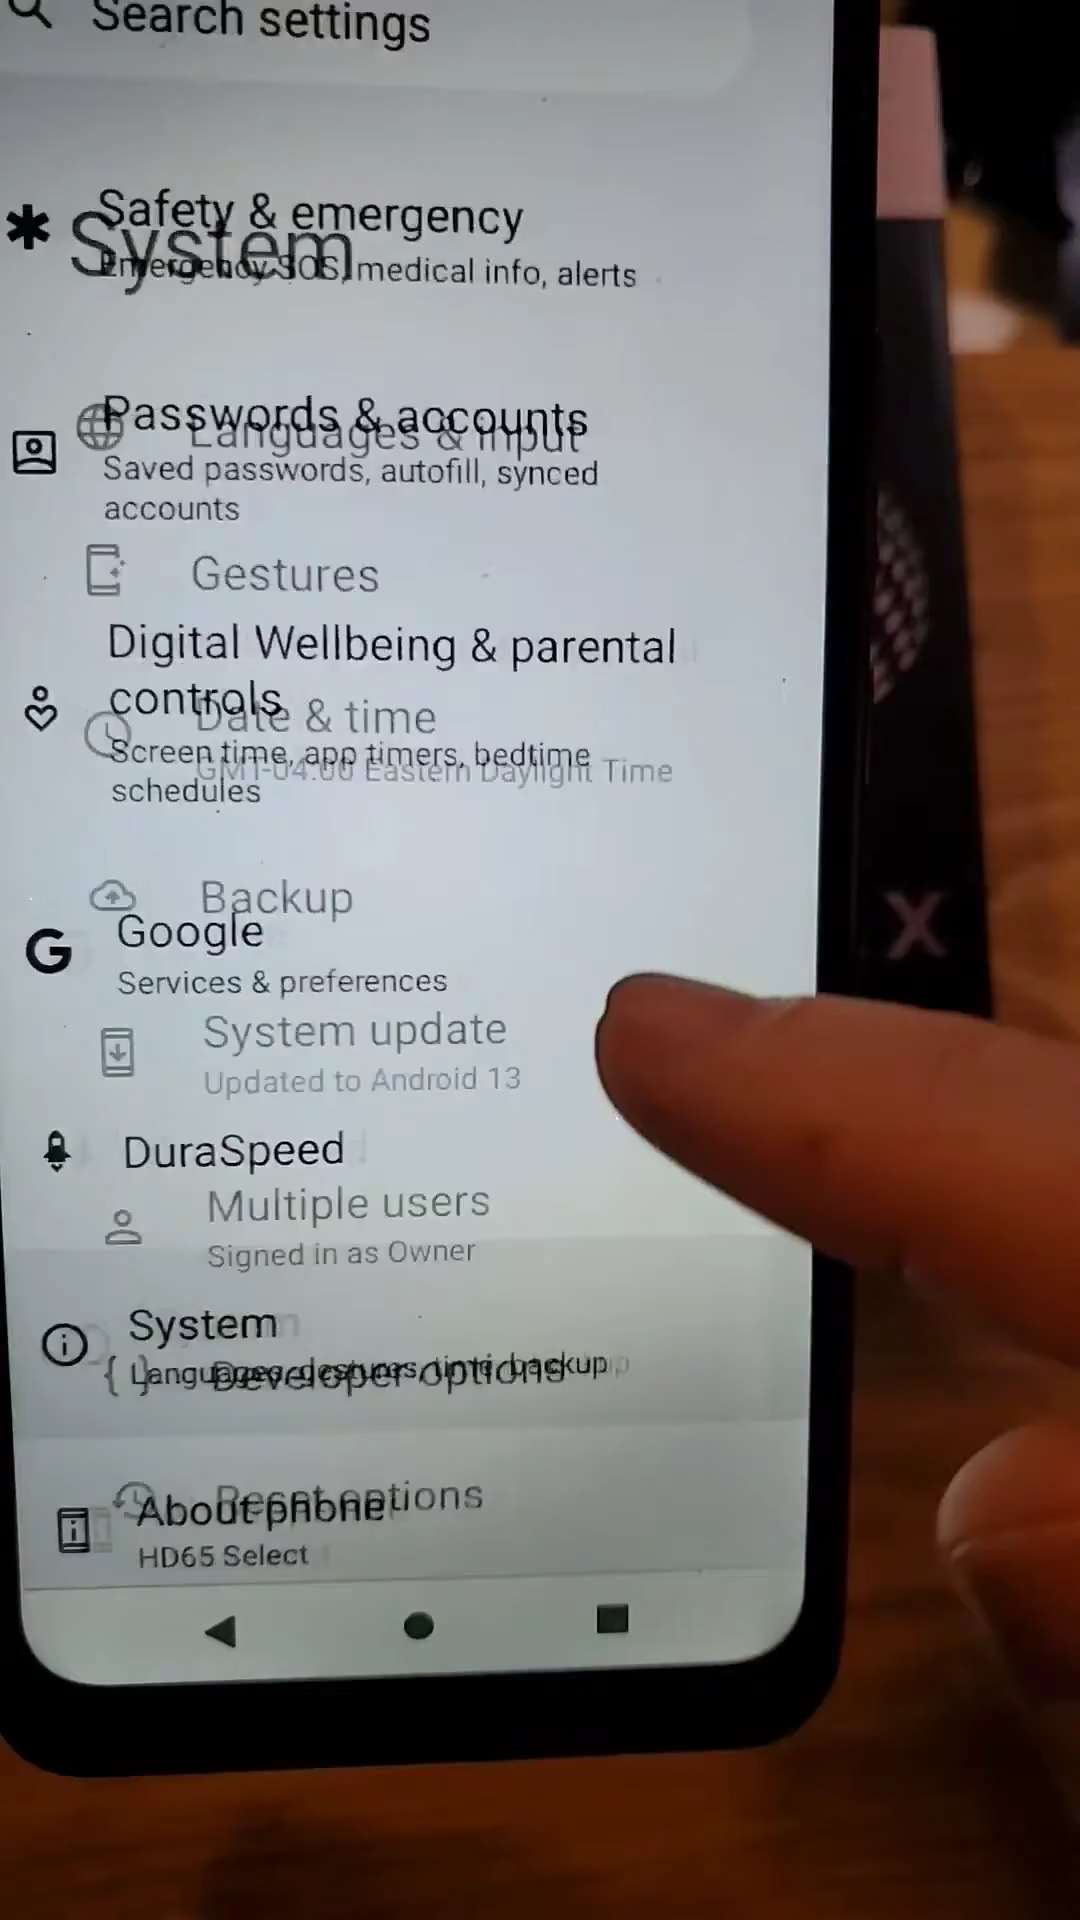 Search settings
Safety & emergency
System
Emergency SOS, medical info, alerts
Passwords & accounts
Languages & input
Saved passwords, autofill, synced
accounts
Gestures
Digital Wellbeing & parental
controls
Date & time
Screen time, app timers, bedtime
GMT-04:00 Eastern Daylight Time
schedules
Backup
Google
Services & preferences
System update
Updated to Android 13
DuraSpeed
Multiple users
Signed in as Owner
System
Languages, gestures, time, backup
Developer options
Reset options
About phone
HD65 Select
X